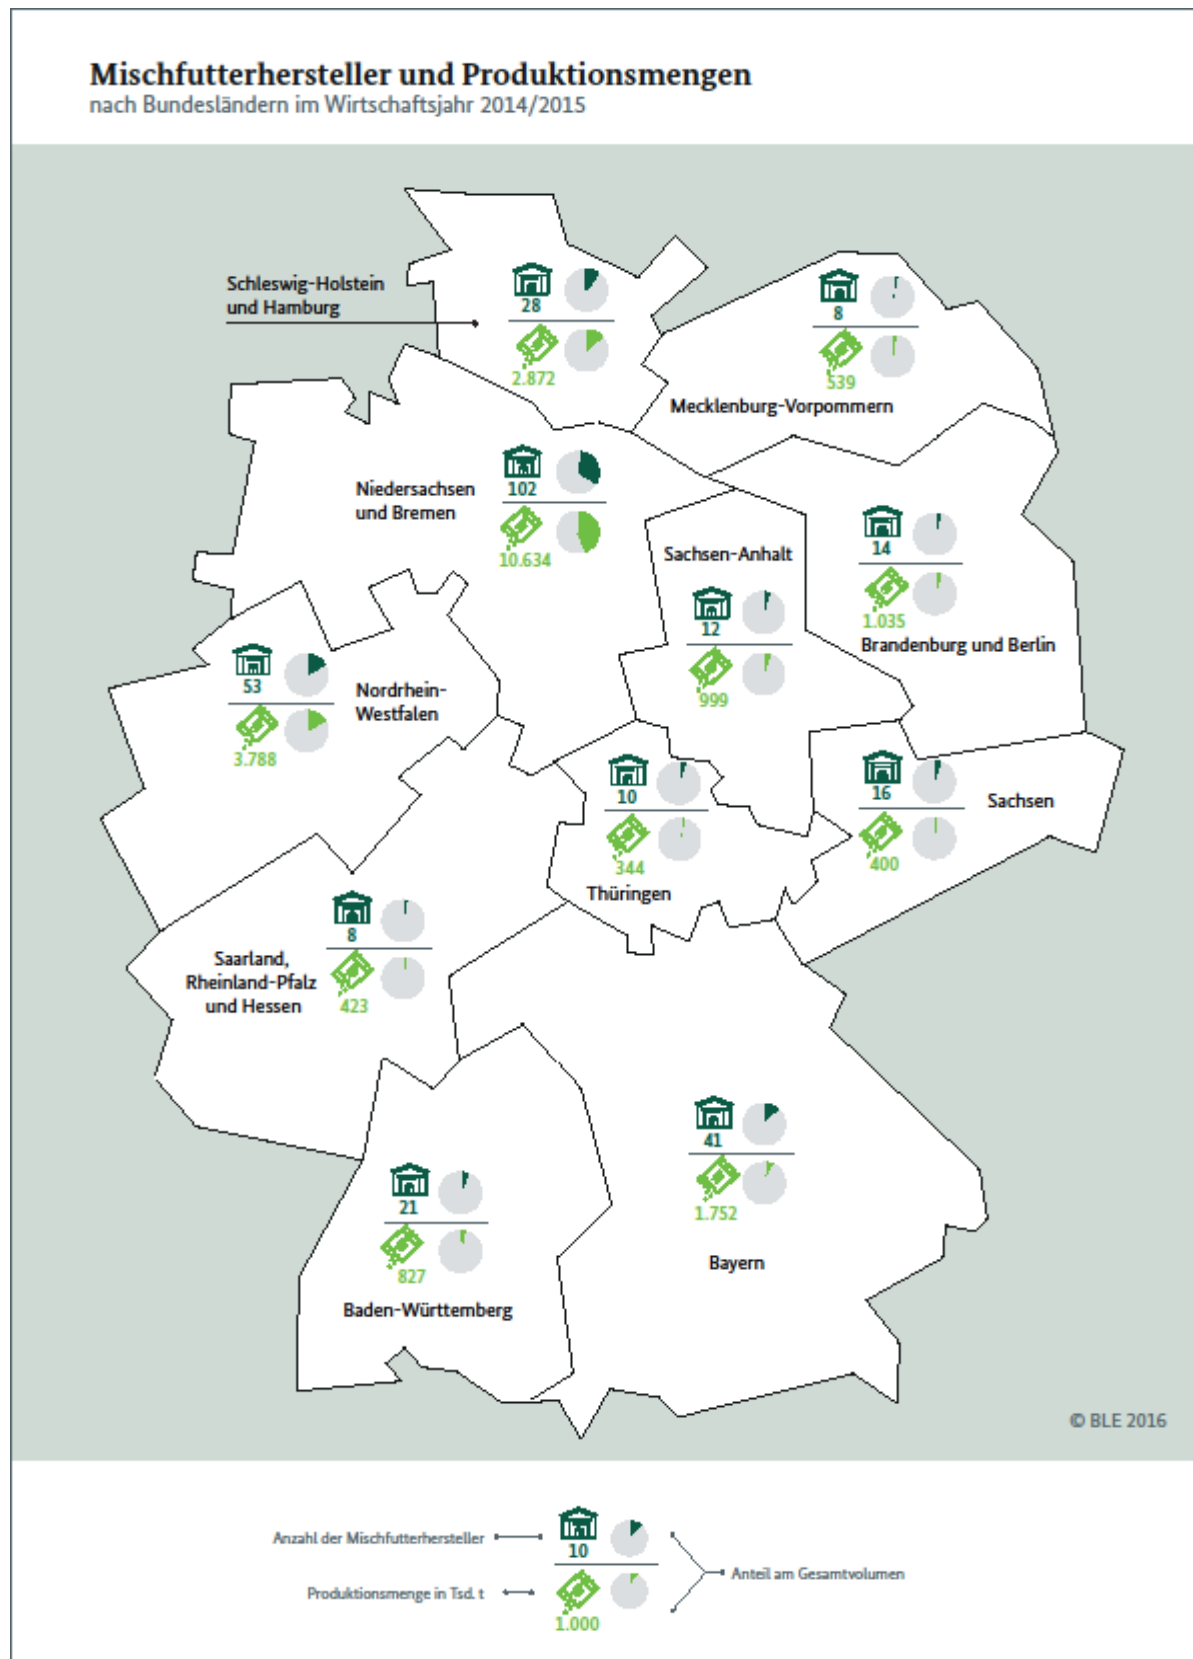 Mischfutterhersteller und Produktionsmengen
nach Bundesländern im Wirtschaftsjahr 2014/2015
Schleswig-Holstein
und Hamburg
28
2.872
8
539
Mecklenburg-Vorpommern
Niedersachsen
und Bremen
102
10.634
Sachsen-Anhalt
12
999
14
1.035
Brandenburg und Berlin
53
3.788
Nordrhein-
Westfalen
10
344
Thüringen
16
400
Sachsen
8
423
Saarland,
Rheinland-Pfalz
und Hessen
41
1.752
Bayern
21
827
Baden-Württemberg
© BLE 2016
Anzahl der Mischfutterhersteller
10
Produktionsmenge in Tsd. t
1.000
Anteil am Gesamtvolumen